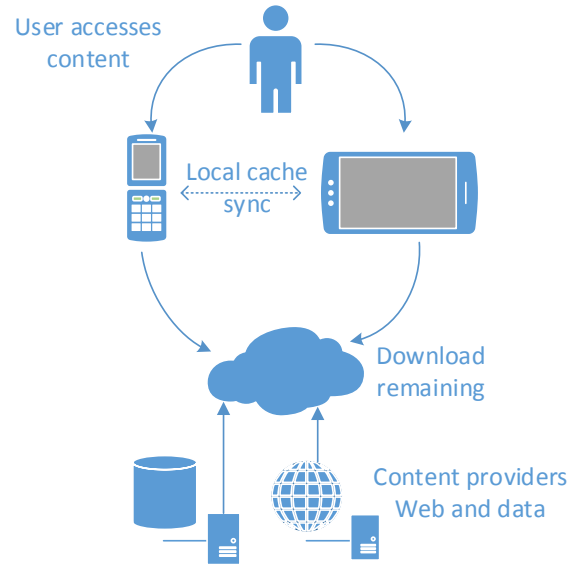 User accesses
content
Local cache
sync
Download
remaining
Content providers
Web and data